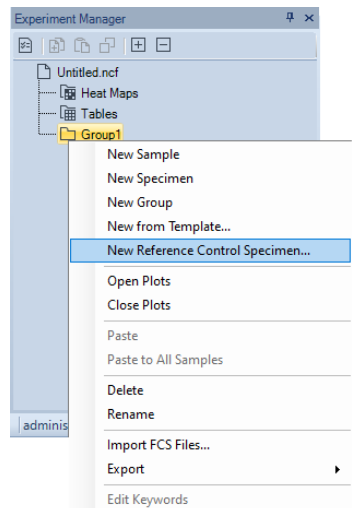 Experiment Manager
Untitled.ncf
Heat Maps
Tables
Group1
New Sample
New Specimen
New Group
New from Template...
New Reference Control Specimen...
Open Plots
Close Plots
Paste
Paste to All Samples
Delete
Rename
adminis
Import FCS Files...
Export
Edit Keywords